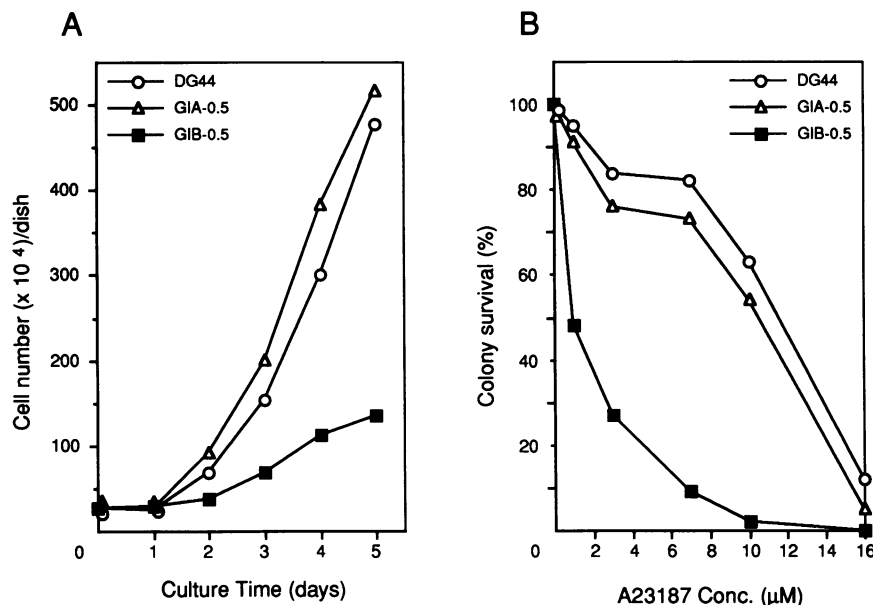 A
DG44
GIA-0.5
GIB-0.5
500
400
300
200
100
0
1
2
3
4
5
Cell number (x 10⁴)/dish
Culture Time (days)
B
DG44
GIA-0.5
GIB-0.5
100
80
60
40
20
0
2
4
6
8
10
12
14
16
Colony survival (%)
A23187 Conc. (μM)